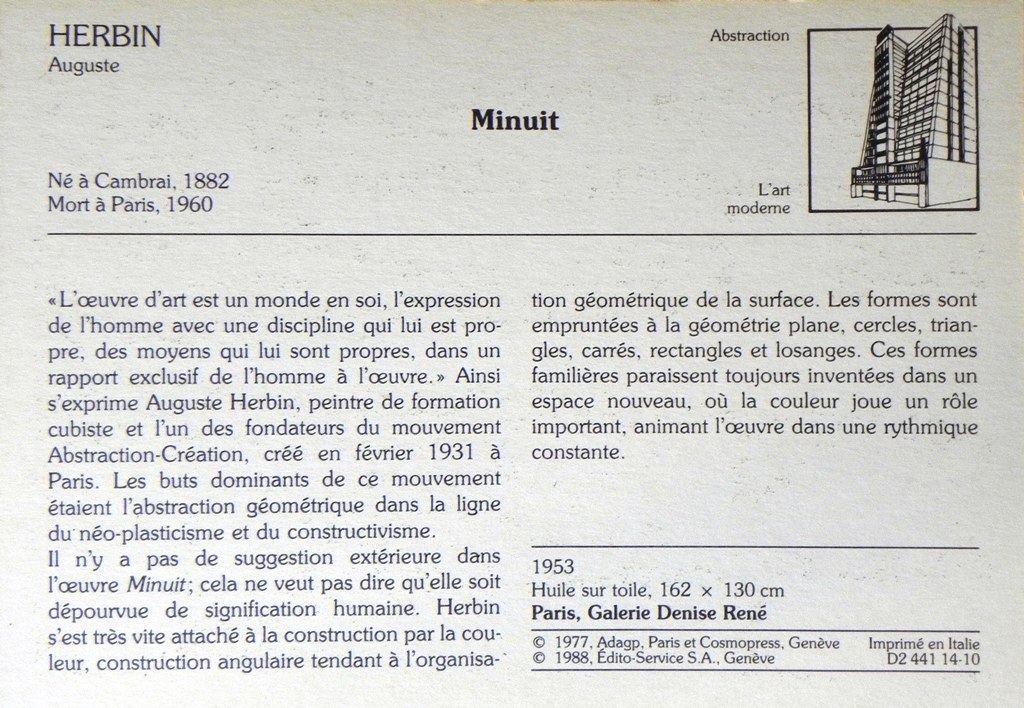 HERBIN
Auguste
Abstraction
Minuit
Né à Cambrai, 1882
Mort à Paris, 1960
L'art
moderne
«L'œuvre d'art est un monde en soi, l'expression
de l'homme avec une discipline qui lui est pro-
pre, des moyens qui lui sont propres, dans un
rapport exclusif de l'homme à l'œuvre.» Ainsi
s'exprime Auguste Herbin, peintre de formation
cubiste et l'un des fondateurs du mouvement
Abstraction-Création, créé en février 1931 à
Paris. Les buts dominants de ce mouvement
étaient l'abstraction géométrique dans la ligne
du néo-plasticisme et du constructivisme.
Il n'y a pas de suggestion extérieure dans
l'œuvre Minuit; cela ne veut pas dire qu'elle soit
dépourvue de signification humaine. Herbin
s'est très vite attaché à la construction par la cou-
leur, construction angulaire tendant à l'organisa-
tion géométrique de la surface. Les formes sont
empruntées à la géométrie plane, cercles, trian-
gles, carrés, rectangles et losanges. Ces formes
familières paraissent toujours inventées dans un
espace nouveau, où la couleur joue un rôle
important, animant l'œuvre dans une rythmique
constante.
1953
Huile sur toile, 162 × 130 cm
Paris, Galerie Denise René
© 1977, Adagp, Paris et Cosmopress, Genève Imprimé en Italie
© 1988, Édito-Service S.A., Genève D2 441 14-10